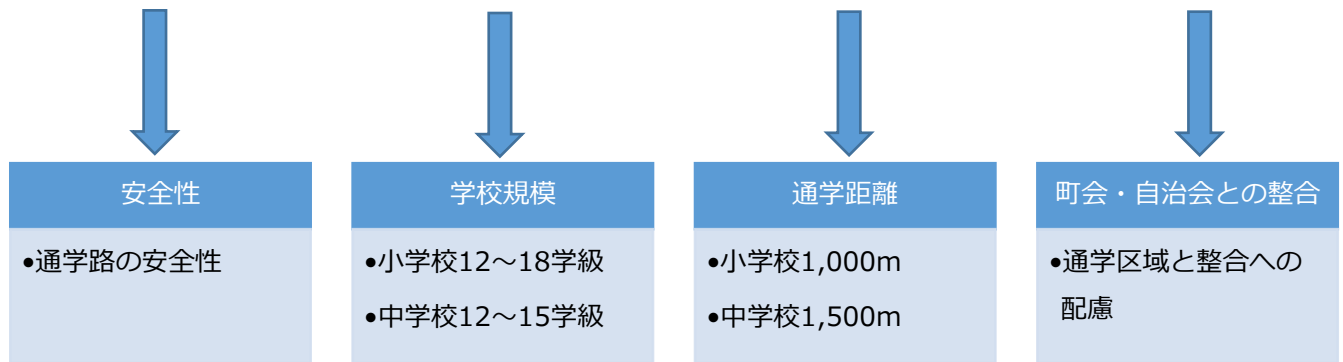 安全性
•通学路の安全性
学校規模
•小学校12～18学級
•中学校12～15学級
通学距離
•小学校1,000m
•中学校1,500m
町会・自治会との整合
•通学区域と整合への
配慮